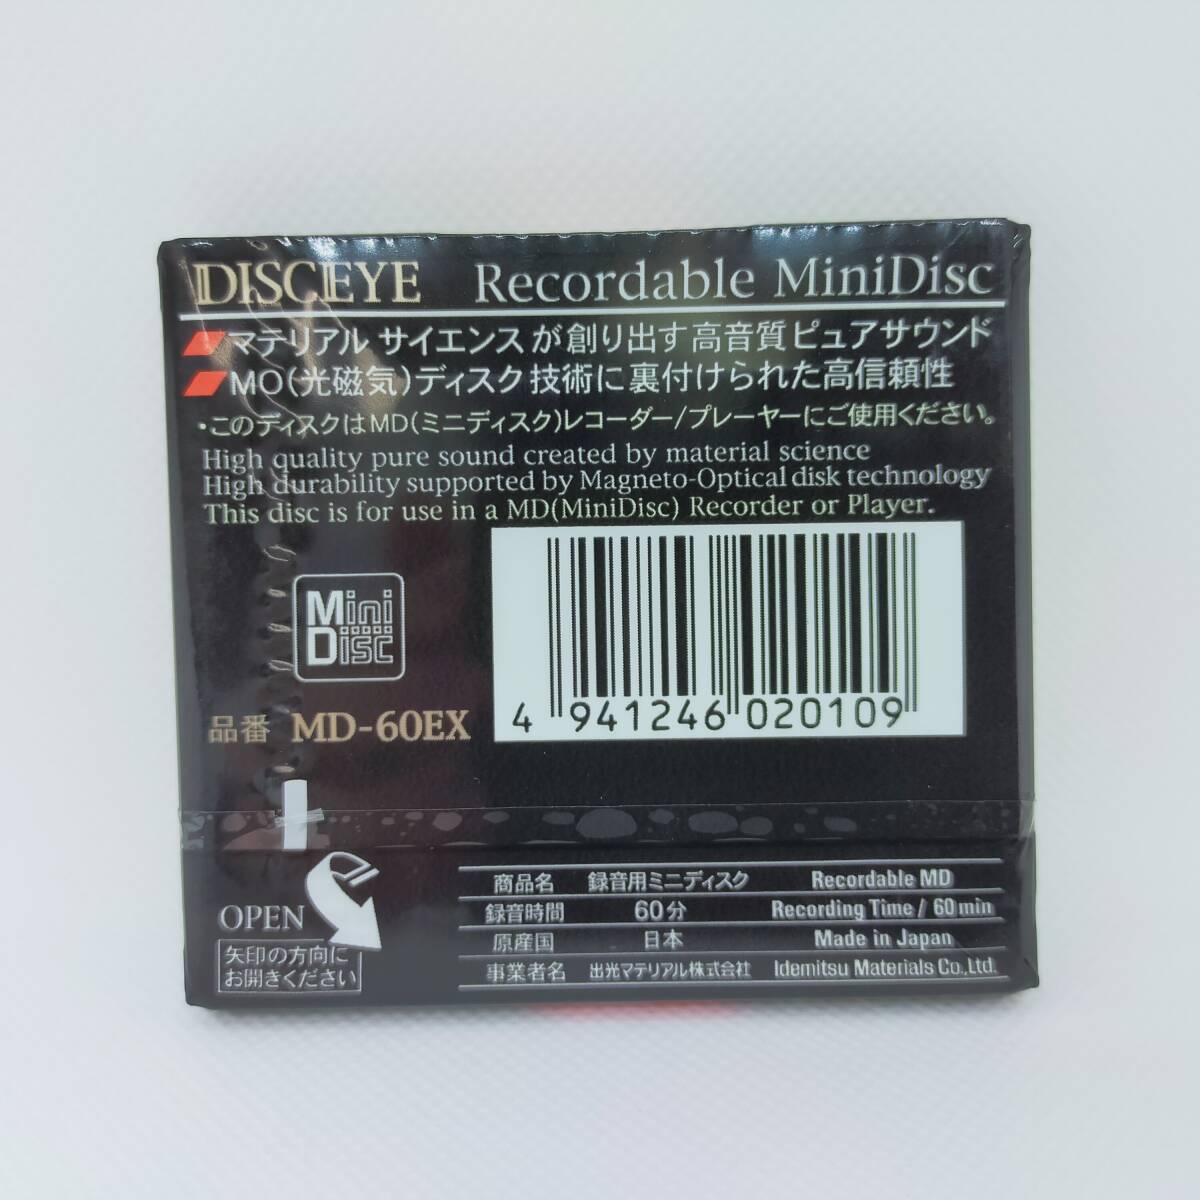 DISCEYE Recordable MiniDisc
マテリアル サイエンスが創り出す高音質ピュアサウンド
MO(光磁気)ディスク技術に裏付けられた高信頼性
・このディスクはMD(ミニディスク)レコーダー/プレーヤーにご使用ください。
High quality pure sound created by material science
High durability supported by Magneto-Optical disk technology
This disc is for use in a MD(MiniDisc) Recorder or Player.
Mini
Disc
品番 MD-60EX
4 941246 020109
OPEN
矢印の方向に
お開きください
商品名 録音用ミニディスク Recordable MD
録音時間 60分 Recording Time / 60 min
原産国 日本 Made in Japan
事業者名 出光マテリアル株式会社 Idemitsu Materials Co.,Ltd.